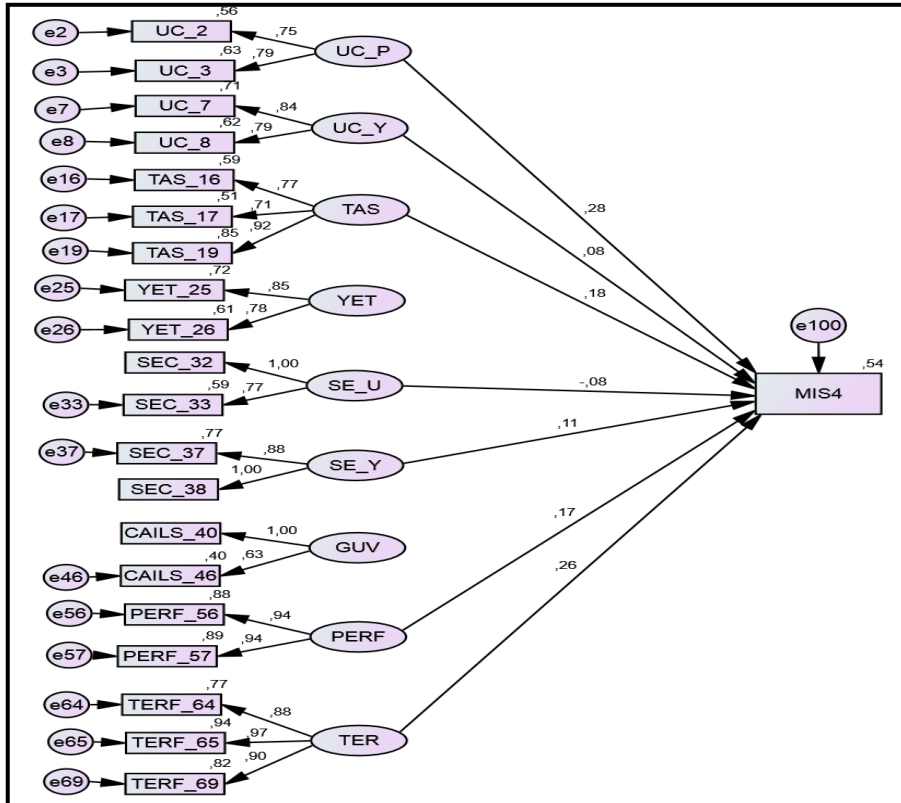 ,56
e2 UC_2 ,75
UC_P
,63
e3 UC_3 ,79
,71
e7 UC_7 ,84
UC_Y
,62
e8 UC_8 ,79
,59
e16 TAS_16 ,77
,51
e17 TAS_17 ,71 TAS ,28
,85 ,92
e19 TAS_19 ,08
,72
e25 YET_25 ,85 ,18
YET
,61 ,78
e26 YET_26 e100
SEC_32 1,00 ,54
,59 SE_U -,08
e33 SEC_33 ,77 MIS4
,77
e37 SEC_37 ,88 ,11
SE_Y
1,00
SEC_38
CAILS_40 1,00 ,17
GUV
,40 ,63
e46 CAILS_46 ,26
,88
e56 PERF_56 ,94
PERF
,89 ,94
e57 PERF_57
,77
e64 TERF_64 ,88
,94
e65 TERF_65 ,97 TER
,82 ,90
e69 TERF_69